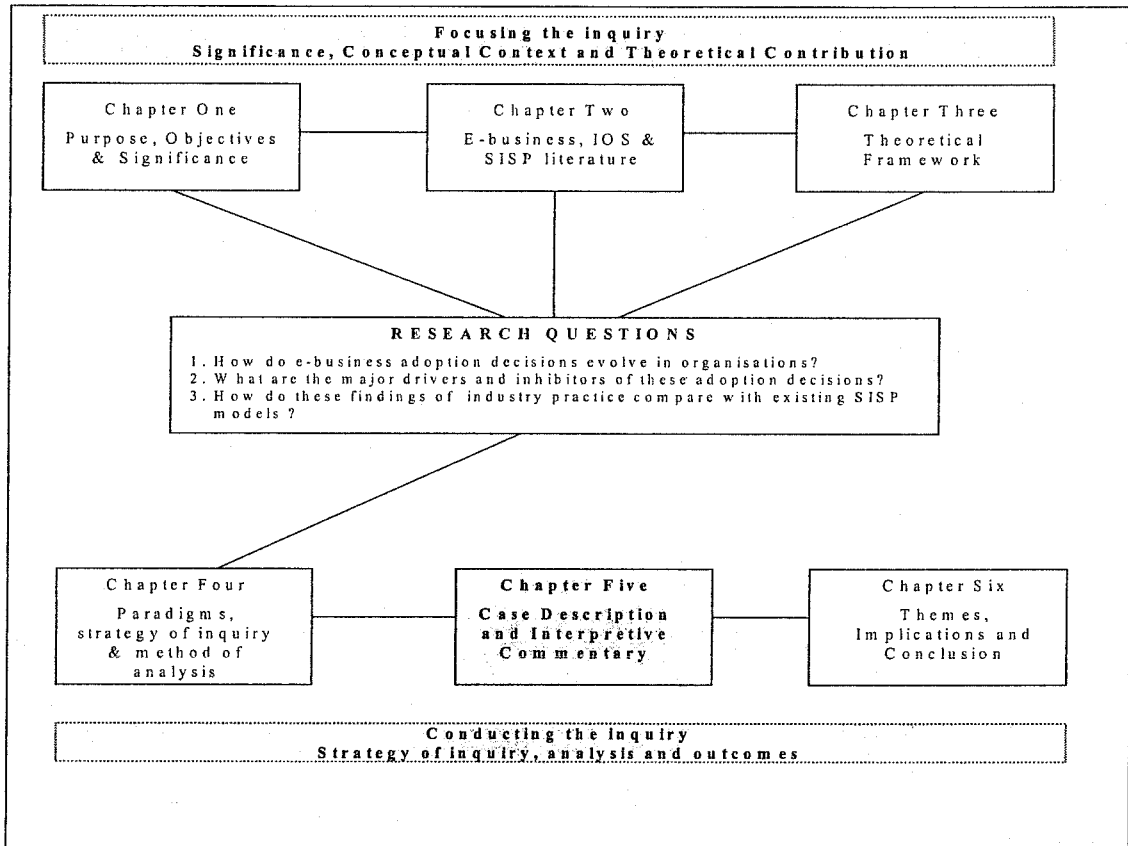 Focusing the inquiry
Significance, Conceptual Context and Theoretical Contribution
Chapter One
Purpose, Objectives
& Significance
Chapter Two
E-business, IOS &
SISP literature
Chapter Three
Theoretical
Framework
RESEARCH QUESTIONS
1. How do e-business adoption decisions evolve in organisations?
2. What are the major drivers and inhibitors of these adoption decisions?
3. How do these findings of industry practice compare with existing SISP
models ?
Chapter Four
Paradigms,
strategy of inquiry
& method of
analysis
Chapter Five
Case Description
and Interpretive
Commentary
Chapter Six
Themes,
Implications and
Conclusion
Conducting the inquiry
Strategy of inquiry, analysis and outcomes